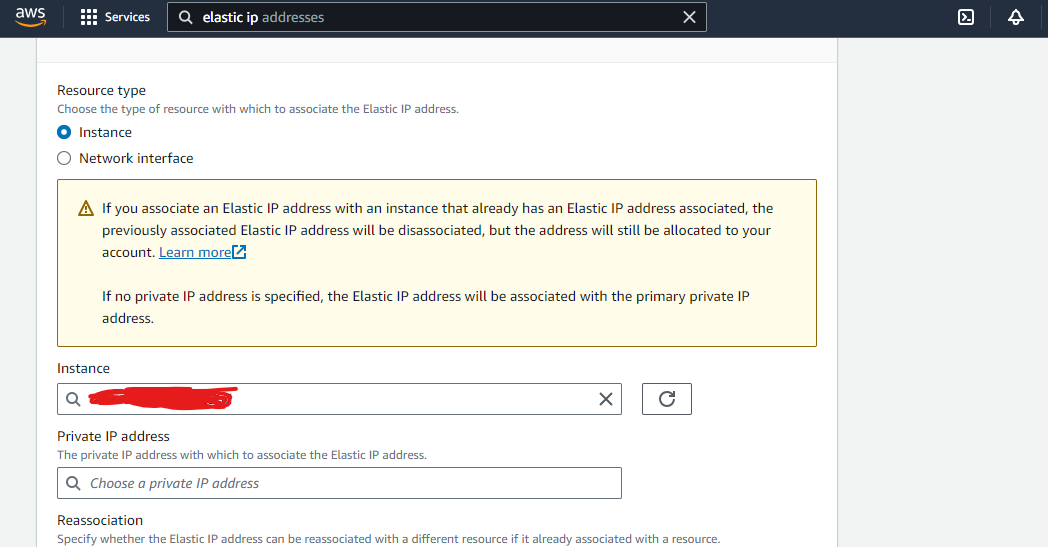 aws
Services
elastic ip addresses
Resource type
Choose the type of resource with which to associate the Elastic IP address.
Instance
Network interface
If you associate an Elastic IP address with an instance that already has an Elastic IP address associated, the
previously associated Elastic IP address will be disassociated, but the address will still be allocated to your
account. Learn more
If no private IP address is specified, the Elastic IP address will be associated with the primary private IP
address.
Instance
Private IP address
The private IP address with which to associate the Elastic IP address.
Choose a private IP address
Reassociation
Specify whether the Elastic IP address can be reassociated with a different resource if it already associated with a resource.